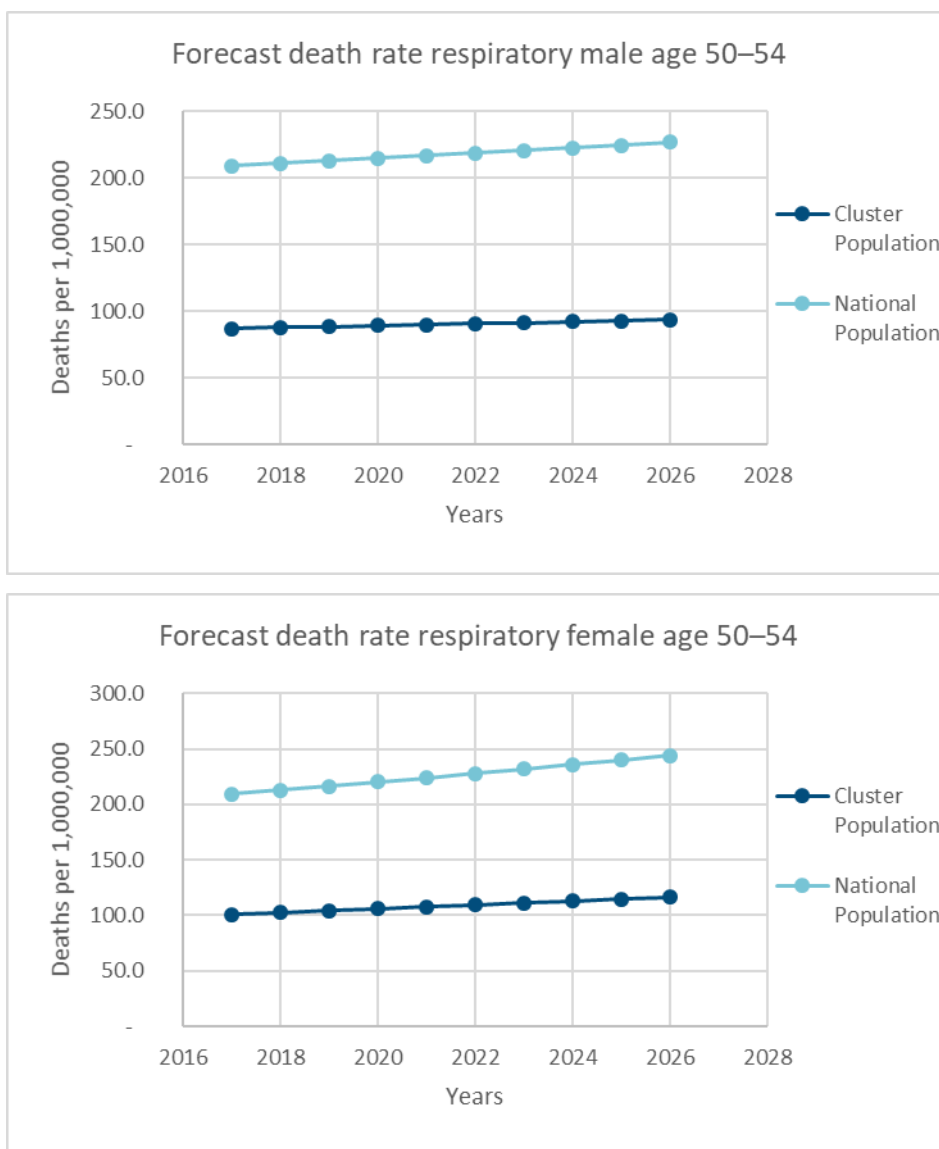 Forecast death rate respiratory male age 50–54
Deaths per 1,000,000
250.0
200.0
150.0
100.0
50.0
-
2016 2018 2020 2022 2024 2026 2028
Years
Cluster
Population
National
Population
Forecast death rate respiratory female age 50–54
Deaths per 1,000,000
300.0
250.0
200.0
150.0
100.0
50.0
-
2016 2018 2020 2022 2024 2026 2028
Years
Cluster
Population
National
Population